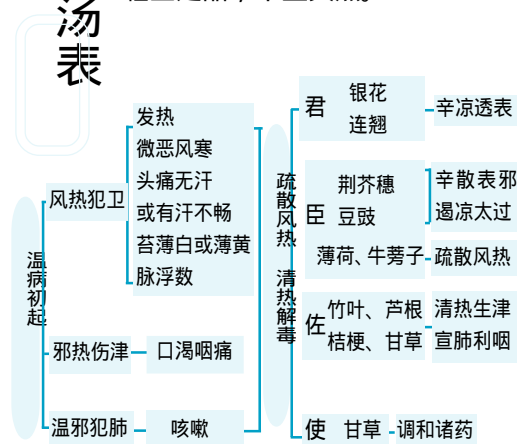 汤表
温病初起
风热犯卫
发热
微恶风寒
头痛无汗
或有汗不畅
苔薄白或薄黄
脉浮数
邪热伤津
口渴咽痛
温邪犯肺
咳嗽
疏散风热 清热解毒
君
银花
连翘
辛凉透表
臣
荆芥穗
豆豉
辛散表邪
遏凉太过
薄荷、牛蒡子
疏散风热
佐
竹叶、芦根
桔梗、甘草
清热生津
宣肺利咽
使
甘草
调和诸药